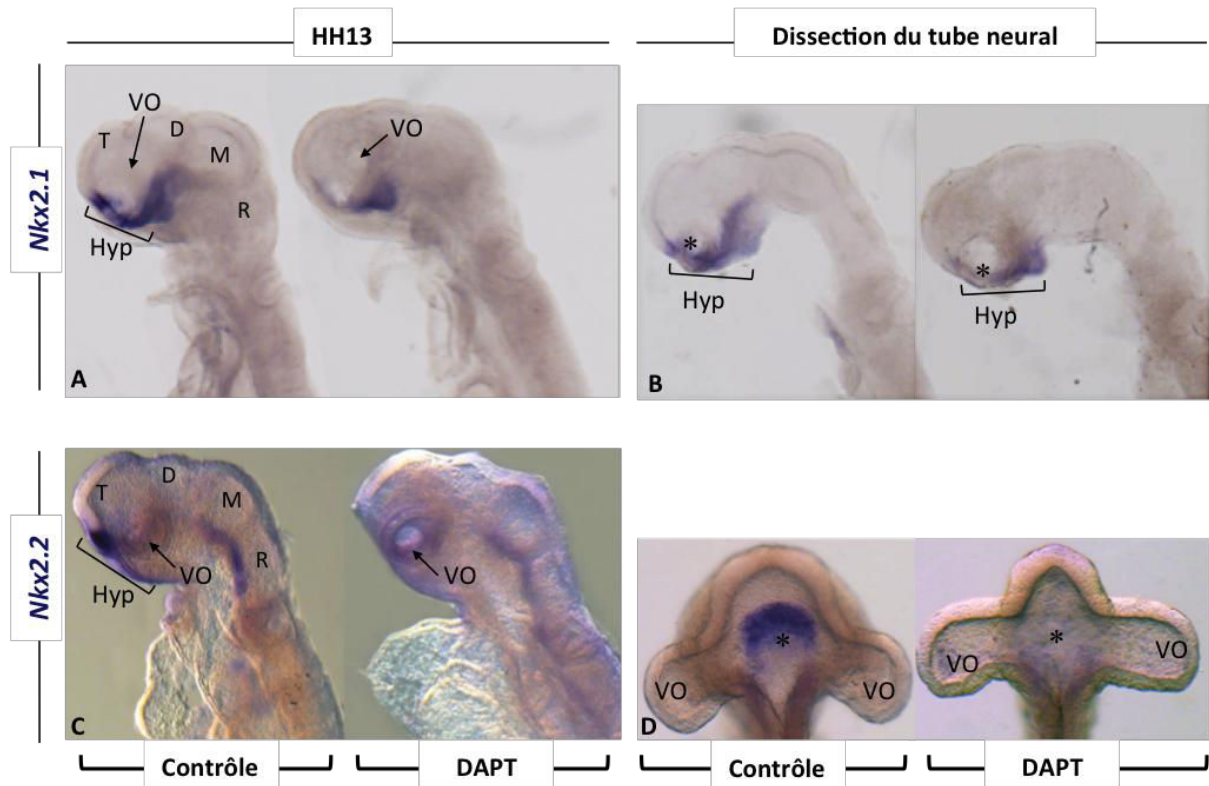 HH13
Dissection du tube neural
Nkx2.1
VO
T
D
M
R
Hyp
VO
A
*
Hyp
*
Hyp
B
Nkx2.2
T
D
M
R
VO
Hyp
VO
C
*
VO
VO
D
*
VO
VO
Contrôle
DAPT
Contrôle
DAPT